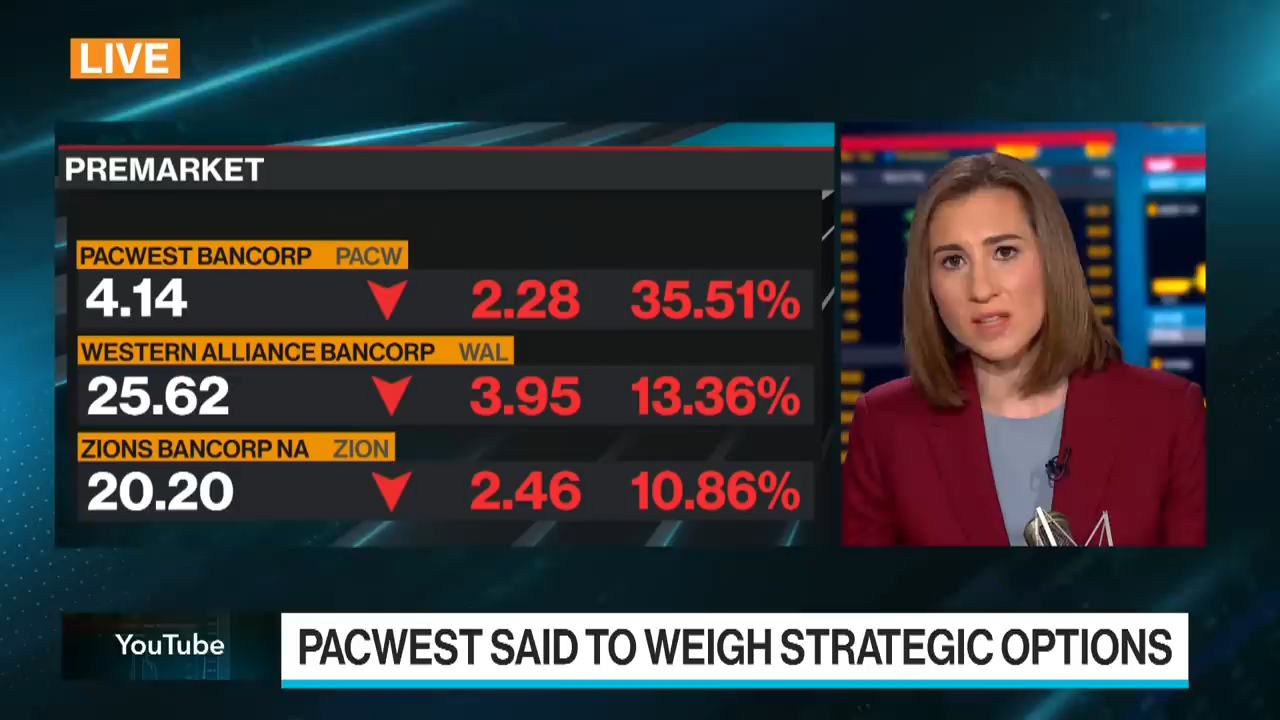 LIVE
PREMARKET
PACWEST BANCORP PACW
4.14 2.28 35.51%
WESTERN ALLIANCE BANCORP WAL
25.62 3.95 13.36%
ZIONS BANCORP NA ZION
20.20 2.46 10.86%
YouTube
PACWEST SAID TO WEIGH STRATEGIC OPTIONS